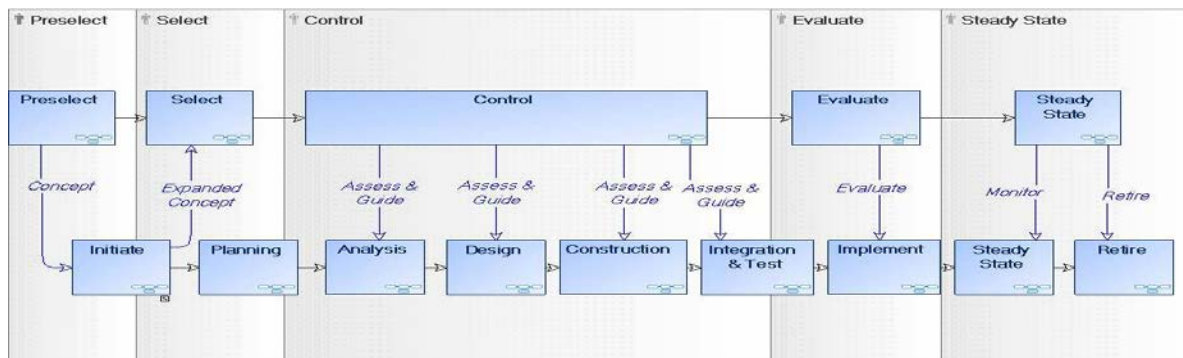 Preselect
Select
Control
Evaluate
Steady State
Preselect
Select
Control
Evaluate
Steady
State
Concept
Expanded
Concept
Assess &
Guide
Assess &
Guide
Assess &
Guide
Assess &
Guide
Evaluate
Monitor
Retire
Initiate
Planning
Analysis
Design
Construction
Integration
& Test
Implement
Steady
State
Retire